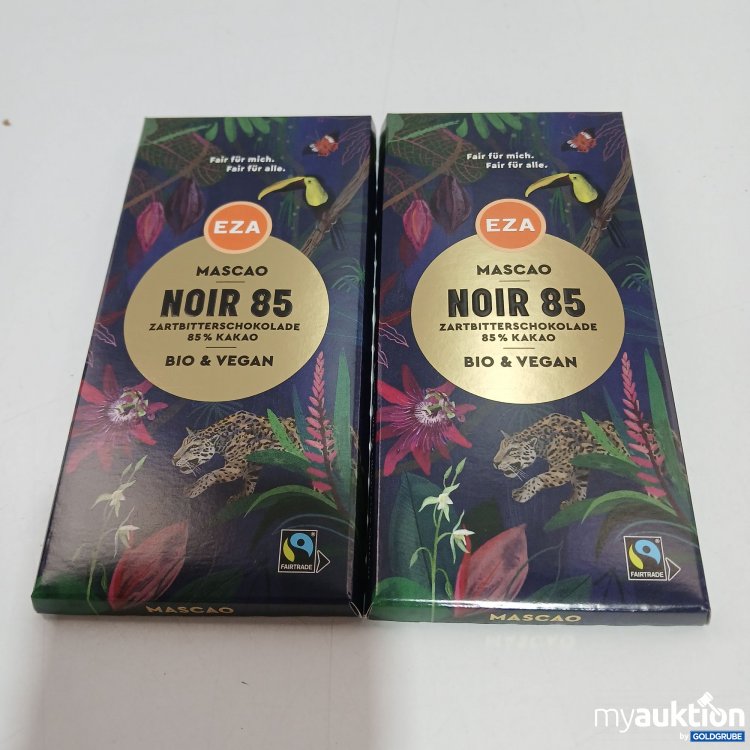 Fair für mich.
Fair für alle.
EZA
MASCAO
NOIR 85
ZARTBITTERSCHOKOLADE
85% KAKAO
BIO & VEGAN
FAIRTRADE
MASCAO
Fair für mich.
Fair für alle.
EZA
MASCAO
NOIR 85
ZARTBITTERSCHOKOLADE
85% KAKAO
BIO & VEGAN
FAIRTRADE
MASCAO
myauktion
by GOLDGRUBE